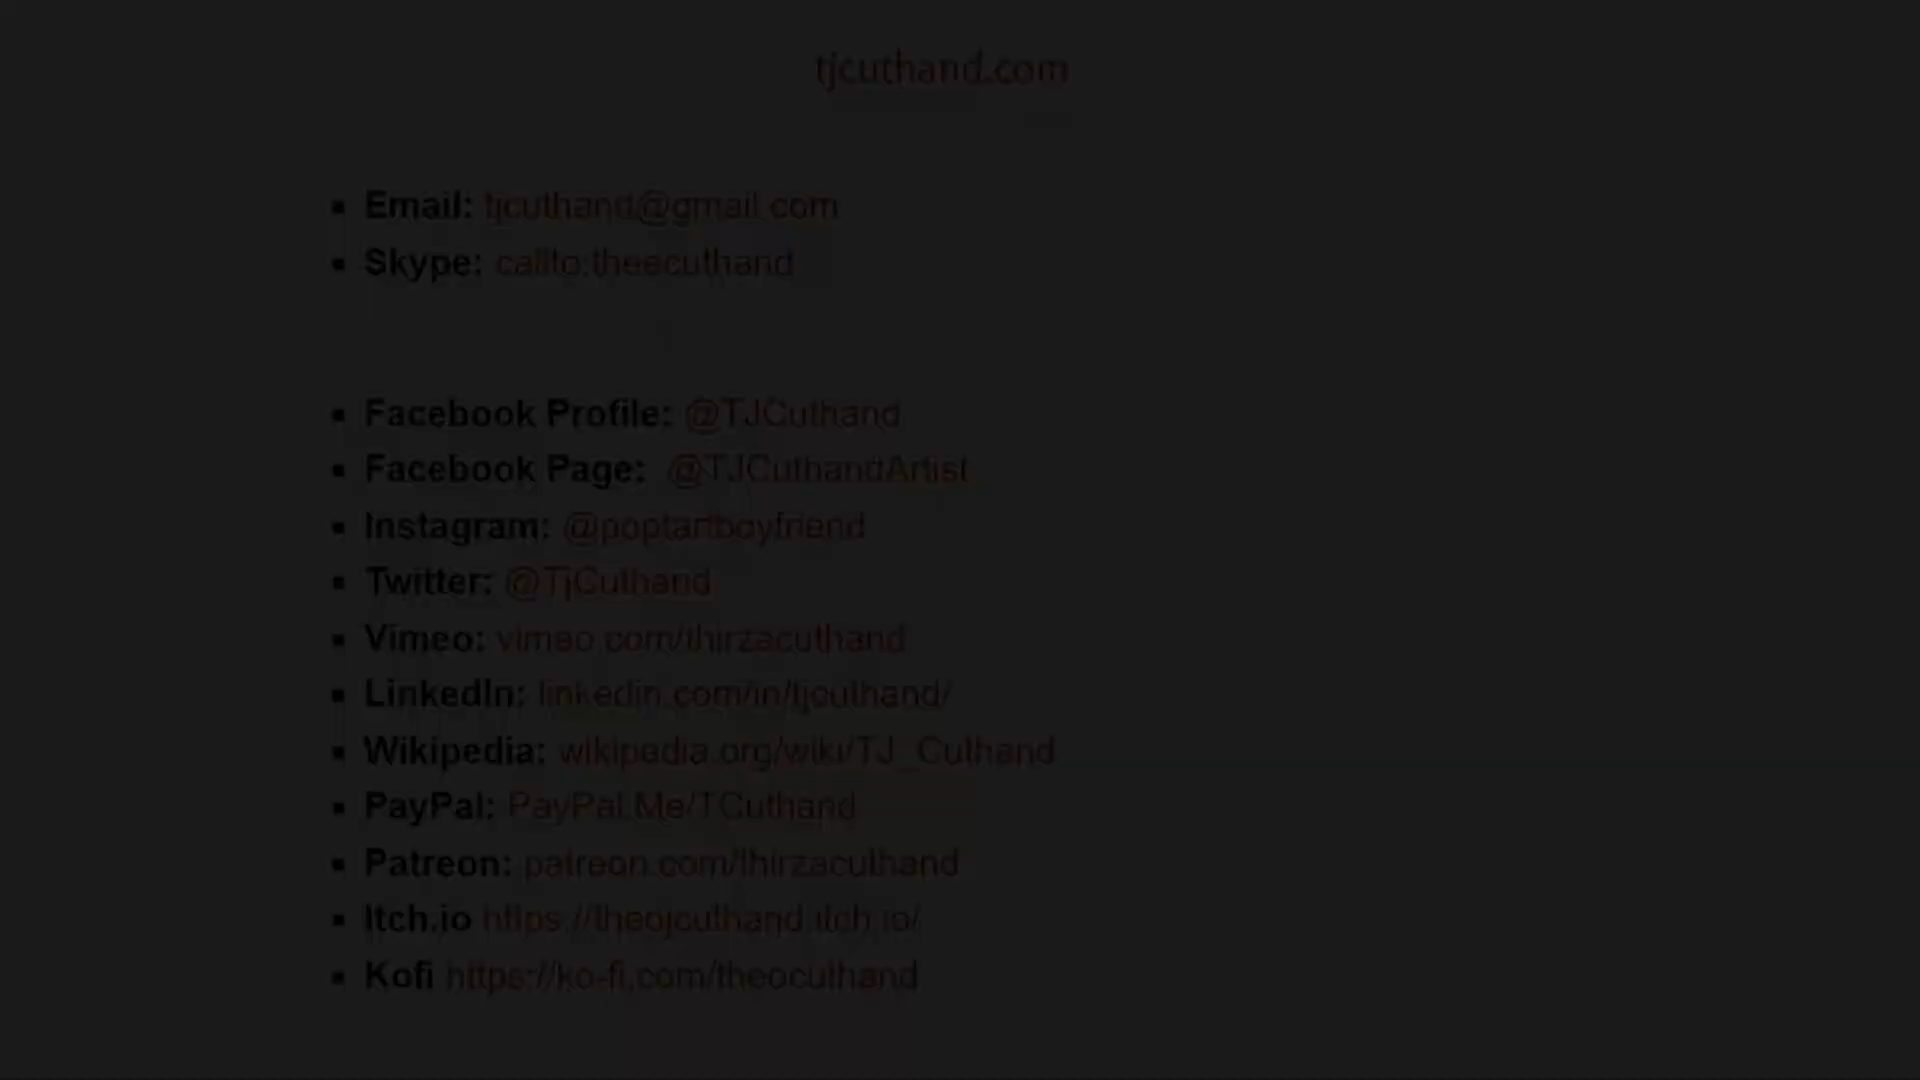 tjcuthand.com
Email: tjcuthand@gmail.com
Skype: callto:theecuthand
Facebook Profile: @TJCuthand
Facebook Page: @TJCuthandArtist
Instagram: @poptartboyfriend
Twitter: @TjCuthand
Vimeo: vimeo.com/thirzacuthand
LinkedIn: linkedin.com/in/tjcuthand/
Wikipedia: wikipedia.org/wiki/TJ_Cuthand
PayPal: PayPal.Me/TCuthand
Patreon: patreon.com/thirzacuthand
Itch.io https://theojcuthand.itch.io/
Kofi https://ko-fi.com/theocuthand